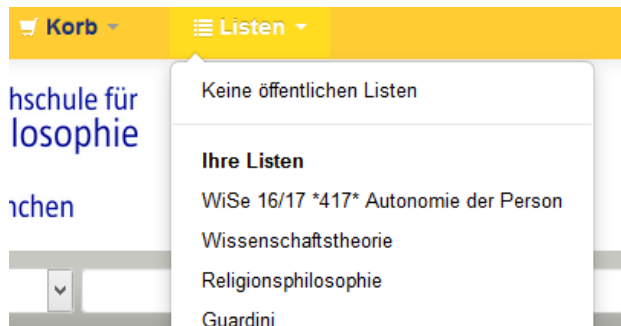 Korb
Listen
Keine öffentlichen Listen
hschule für
losophie
nchen
Ihre Listen
WiSe 16/17 *417* Autonomie der Person
Wissenschaftstheorie
Religionsphilosophie
Guardini